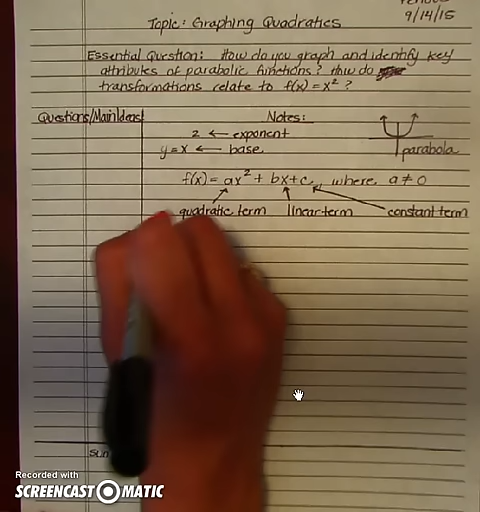 Topic: Graphing Quadratics
9/14/15
Essential Question: How do you graph and identify key
attributes of parabolic functions? How do
transformations relate to f(x) = x² ?
Questions/Main Ideas
Notes:
2 ← exponent
y = x ← base
parabola
f(x) = ax² + bx + c, where a ≠ 0
quadratic term linear term constant term
Recorded with
SCREENCAST MATIC